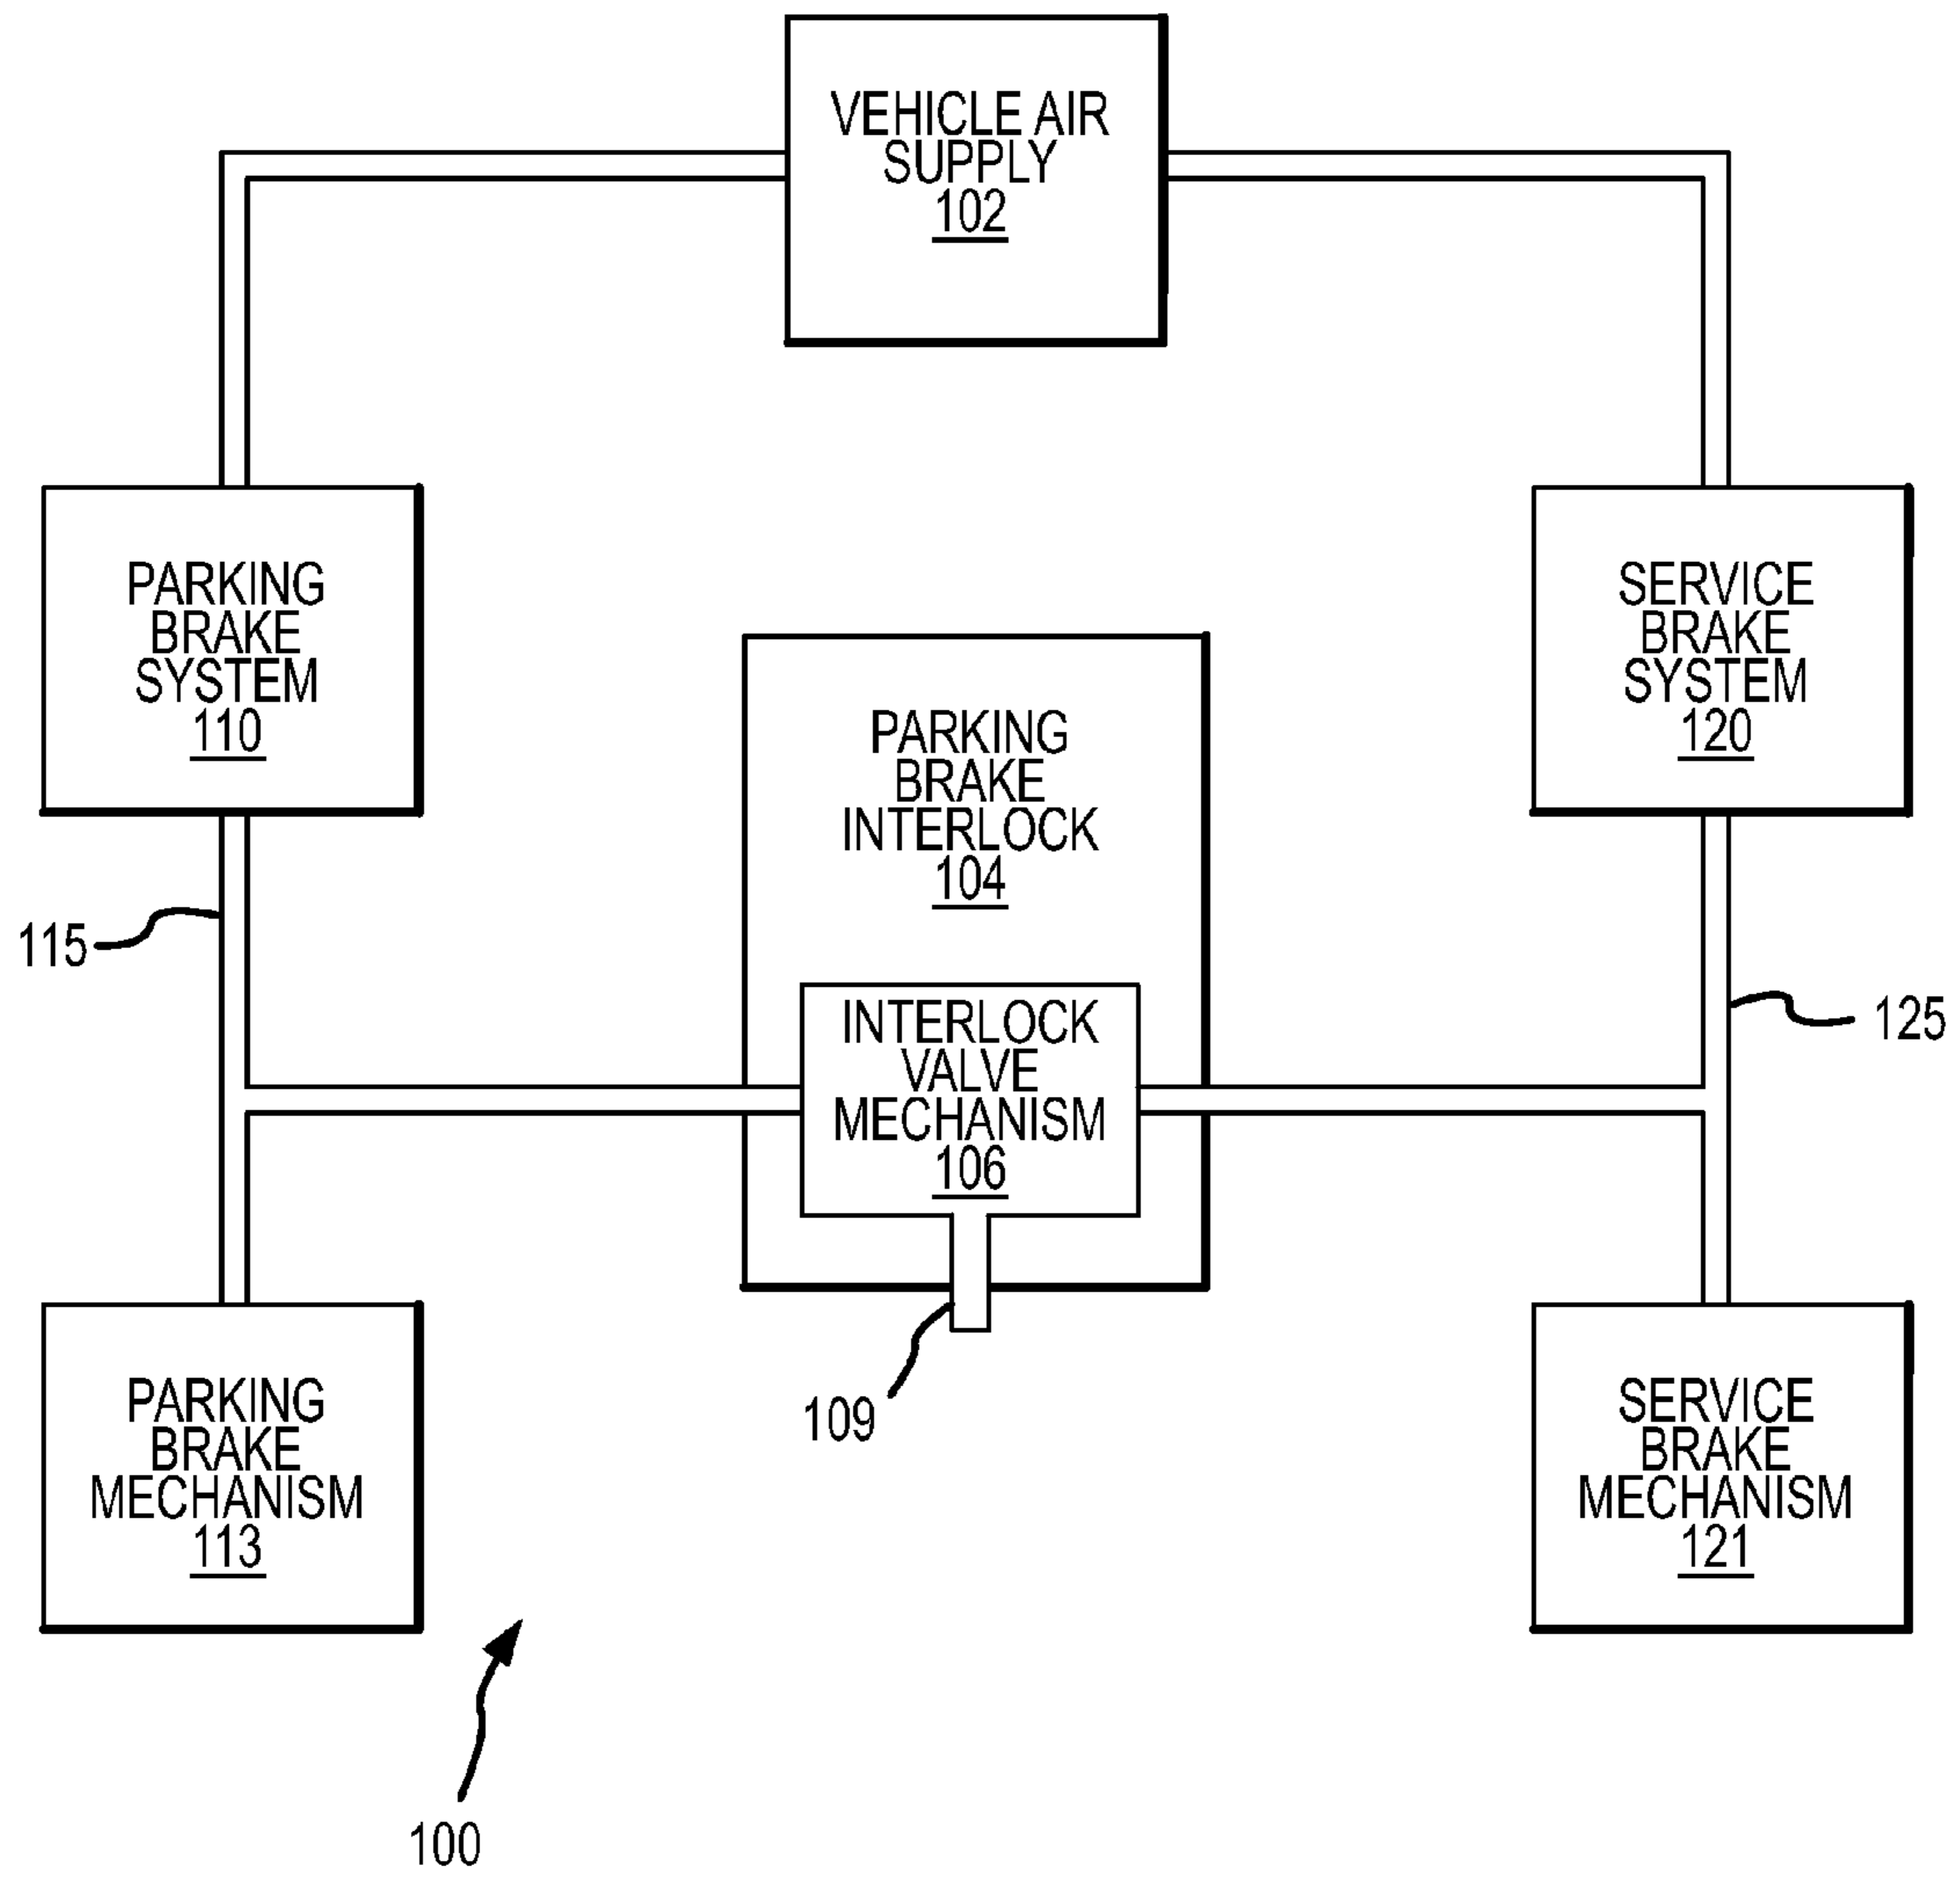 VEHICLE AIR
SUPPLY
102
PARKING
BRAKE
SYSTEM
110
SERVICE
BRAKE
SYSTEM
120
PARKING
BRAKE
INTERLOCK
104
115
INTERLOCK
VALVE
MECHANISM
106
125
109
PARKING
BRAKE
MECHANISM
113
SERVICE
BRAKE
MECHANISM
121
100